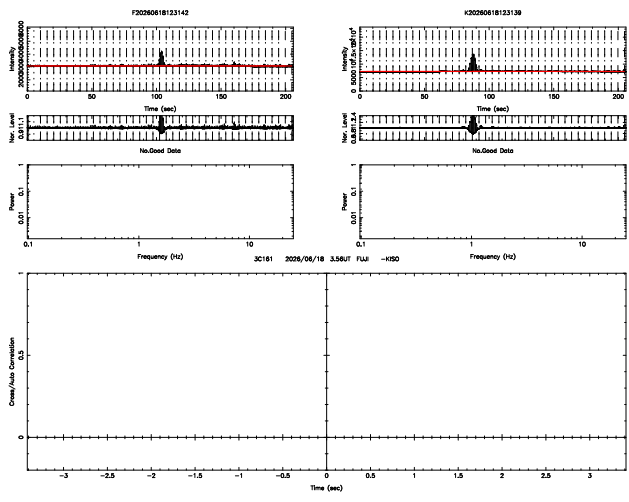 F20260618123142
K20260618123139
Intensity
Intensity
0 50 100 150 200
0 50 100 150 200
Time (sec)
Time (sec)
Nor. Level
Nor. Level
No.Good Data
No.Good Data
Power
0.01 0.1 1
Power
0.01 0.1 1
0.1 1 10
0.1 1 10
Frequency (Hz)
Frequency (Hz)
3C161 2026/06/18 3.56UT FUJI -KISO
Cross/Auto Correlation
0 0.5 1
-3 -2.5 -2 -1.5 -1 -0.5 0 0.5 1 1.5 2 2.5 3
Time (sec)